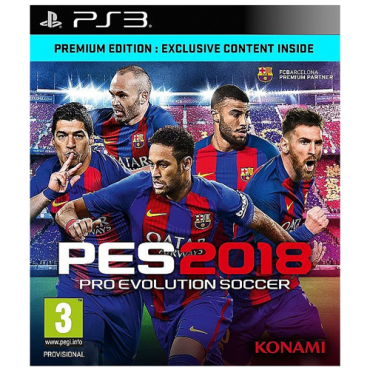 PS3
PREMIUM EDITION : EXCLUSIVE CONTENT INSIDE
FCBARCELONA
PREMIUM PARTNER
PES2018
PRO EVOLUTION SOCCER
3
www.pegi.info
PROVISIONAL
KONAMI